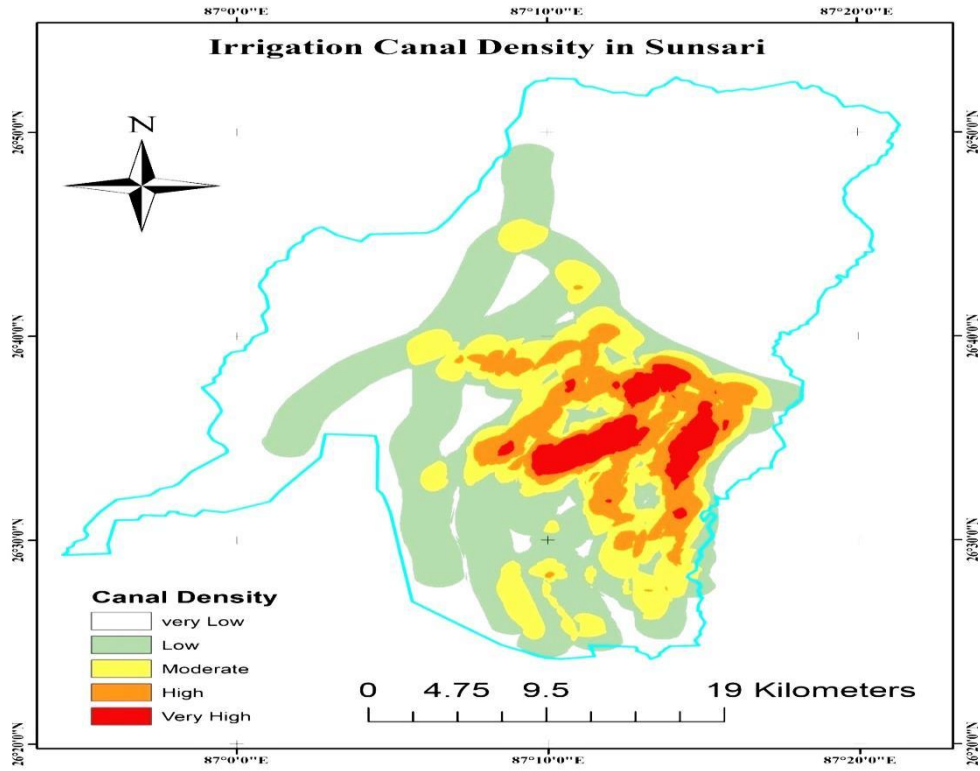 87°0'0"E 87°10'0"E 87°20'0"E
Irrigation Canal Density in Sunsari
N
26°50'0"N 26°50'0"N
26°40'0"N 26°40'0"N
26°30'0"N 26°30'0"N
Canal Density
very Low
Low
Moderate
High
Very High
0 4.75 9.5 19 Kilometers
26°20'0"N 26°20'0"N
87°0'0"E 87°10'0"E 87°20'0"E